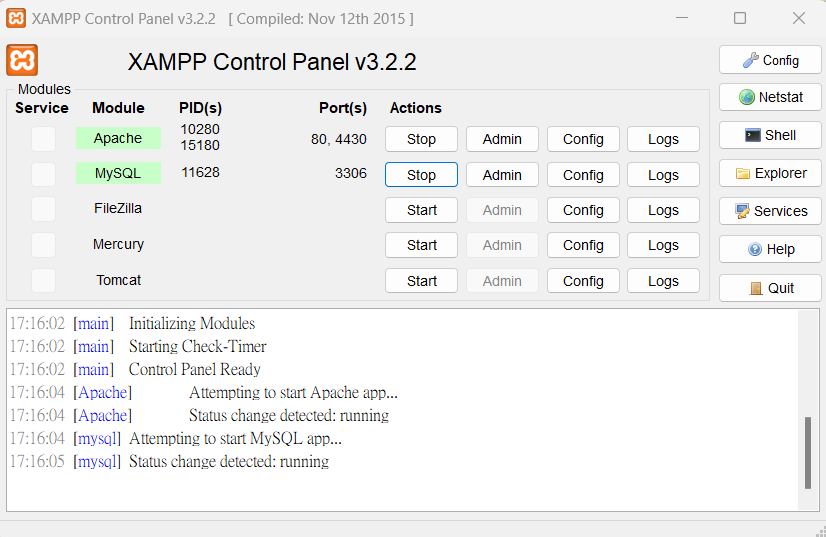 XAMPP Control Panel v3.2.2 [ Compiled: Nov 12th 2015 ]
XAMPP Control Panel v3.2.2
Config
Modules
Service Module PID(s) Port(s) Actions
Netstat
Apache 10280 15180 80, 4430 Stop Admin Config Logs
Shell
MySQL 11628 3306 Stop Admin Config Logs
Explorer
FileZilla Start Admin Config Logs
Services
Mercury Start Admin Config Logs
Help
Tomcat Start Admin Config Logs
Quit
17:16:02 [main] Initializing Modules
17:16:02 [main] Starting Check-Timer
17:16:02 [main] Control Panel Ready
17:16:04 [Apache] Attempting to start Apache app...
17:16:04 [Apache] Status change detected: running
17:16:04 [mysql] Attempting to start MySQL app...
17:16:05 [mysql] Status change detected: running